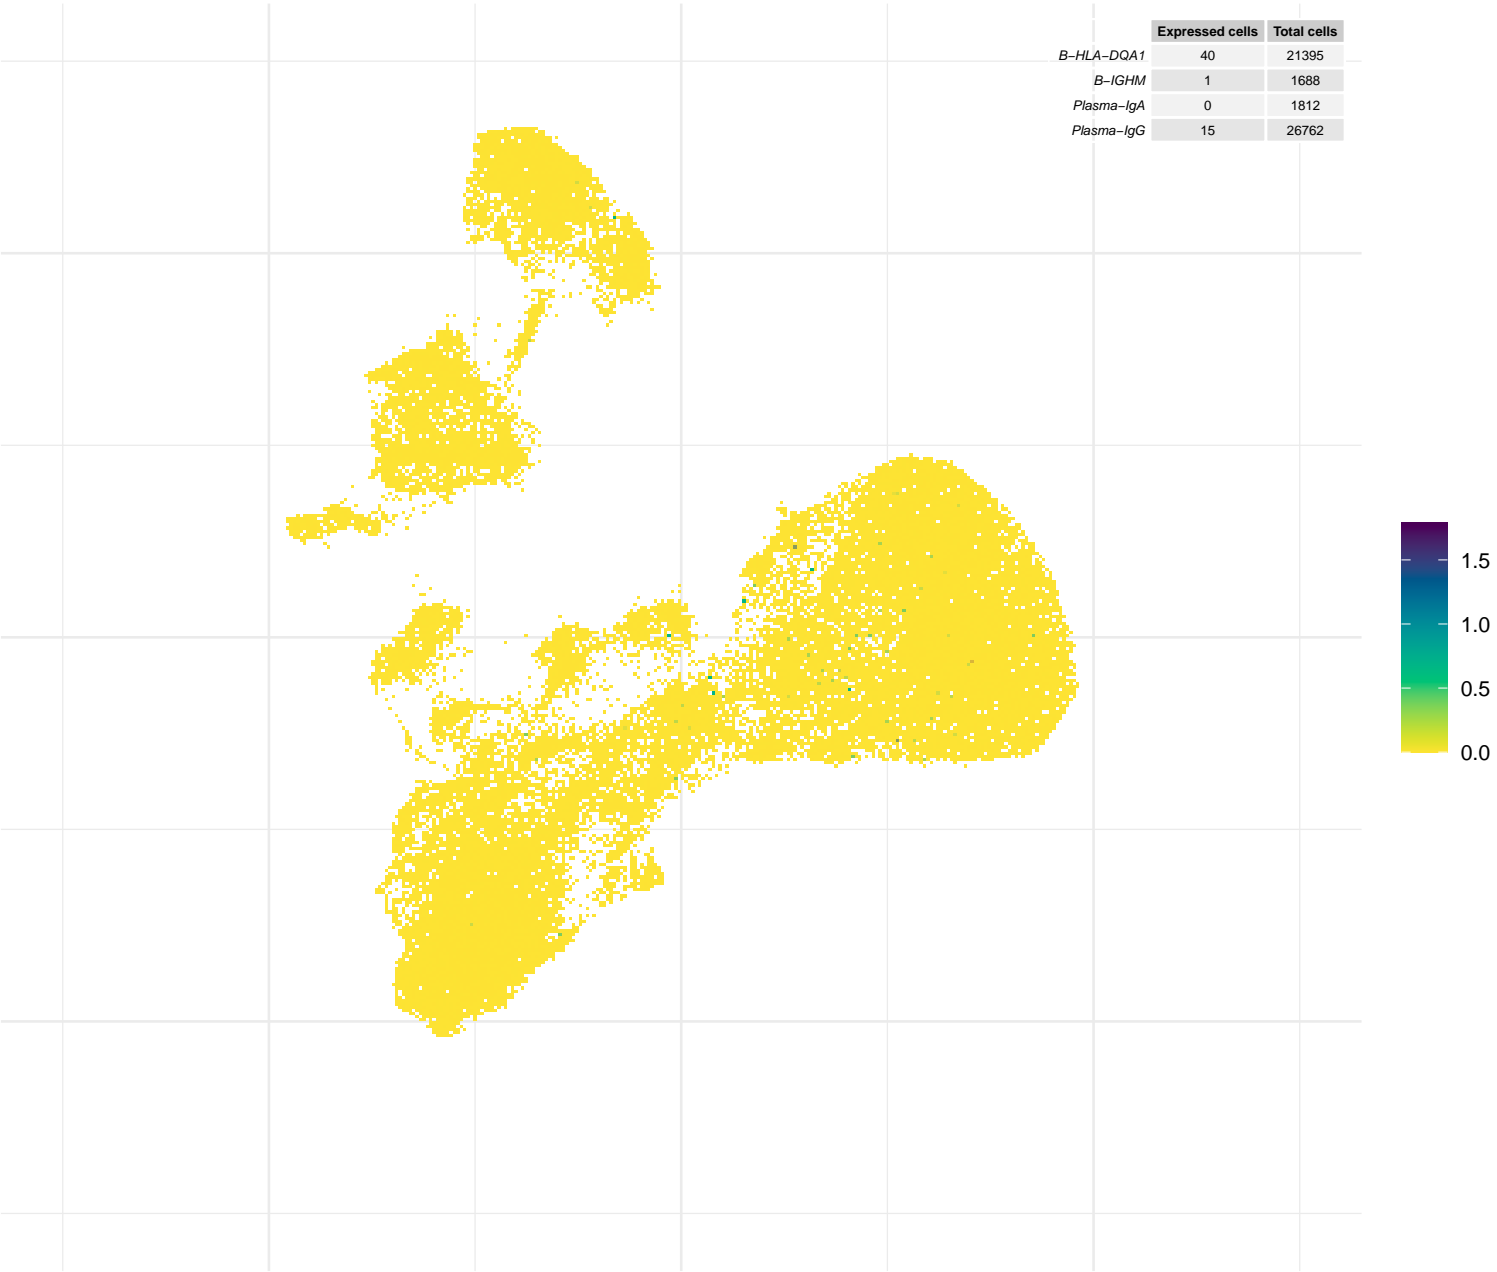 Expressed cells Total cells
B−HLA−DQA1 40 21395
B−IGHM 1 1688
Plasma−IgA 0 1812
Plasma−IgG 15 26762
1.5
1.0
0.5
0.0